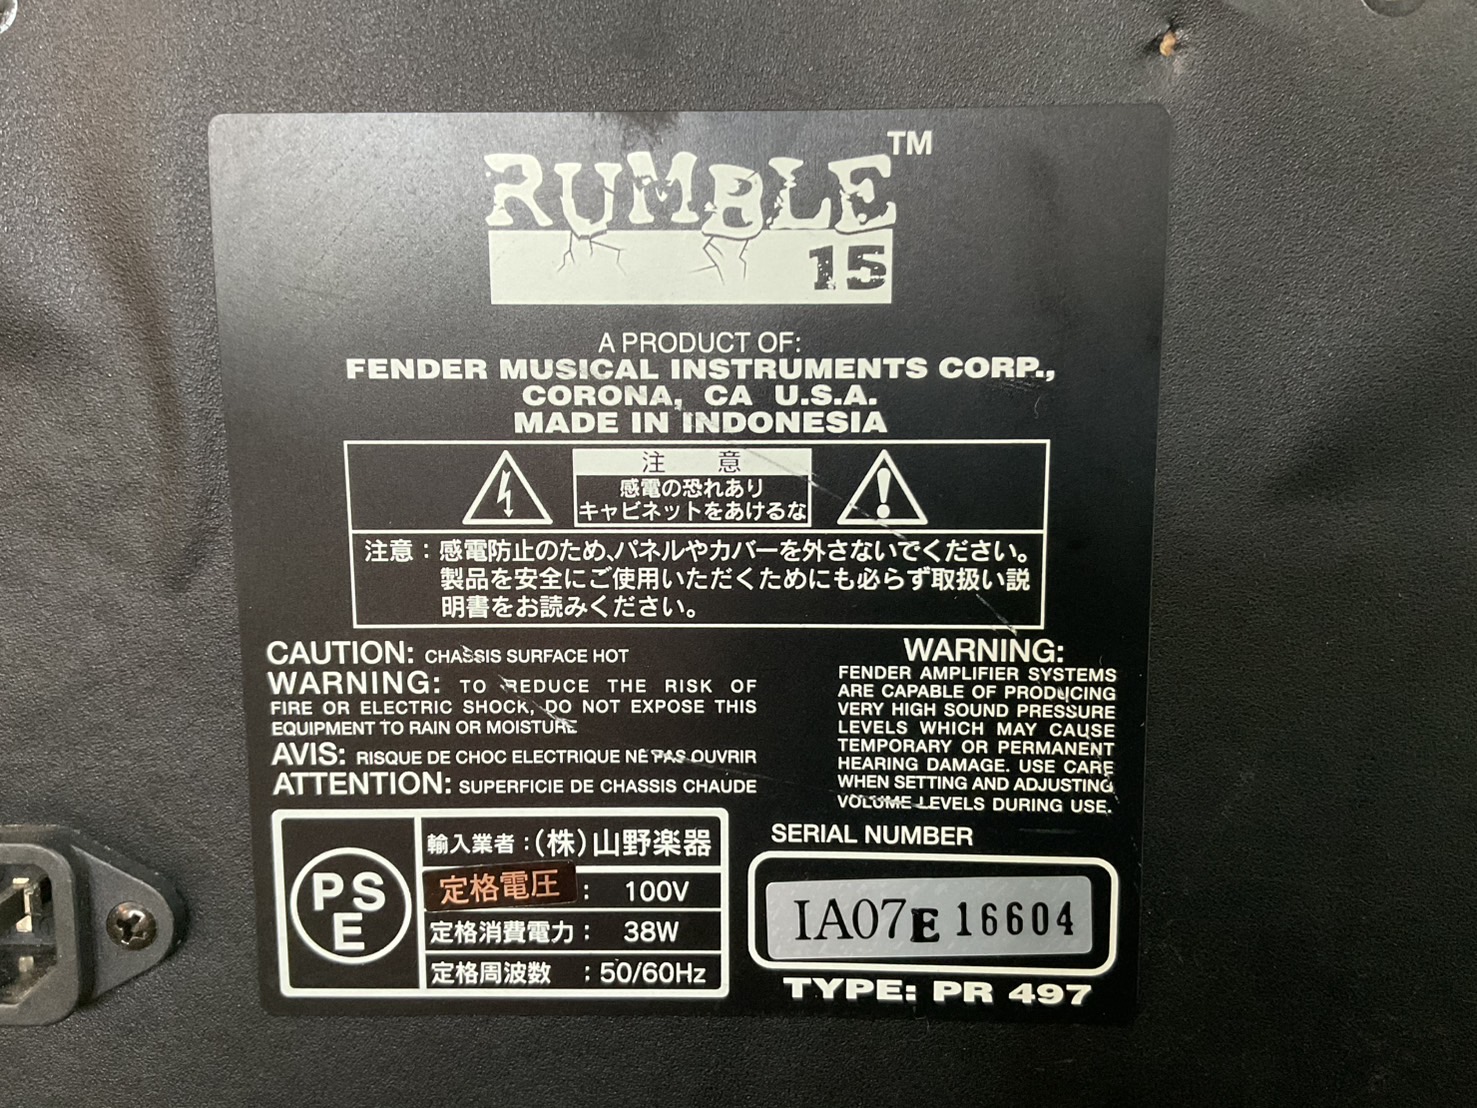 RUMBLE™
15
A PRODUCT OF:
FENDER MUSICAL INSTRUMENTS CORP.,
CORONA, CA U.S.A.
MADE IN INDONESIA
注 意
感電の恐れあり
キャビネットをあけるな
注意：感電防止のため、パネルやカバーを外さないでください。
製品を安全にご使用いただくためにも必らず取扱い説
明書をお読みください。
CAUTION: CHASSIS SURFACE HOT
WARNING: TO REDUCE THE RISK OF
FIRE OR ELECTRIC SHOCK, DO NOT EXPOSE THIS
EQUIPMENT TO RAIN OR MOISTURE
AVIS: RISQUE DE CHOC ELECTRIQUE NE PAS OUVRIR
ATTENTION: SUPERFICIE DE CHASSIS CHAUDE
WARNING:
FENDER AMPLIFIER SYSTEMS
ARE CAPABLE OF PRODUCING
VERY HIGH SOUND PRESSURE
LEVELS WHICH MAY CAUSE
TEMPORARY OR PERMANENT
HEARING DAMAGE. USE CARE
WHEN SETTING AND ADJUSTING
VOLUME LEVELS DURING USE.
PS
E
輸入業者：(株)山野楽器
定格電圧： 100V
定格消費電力： 38W
定格周波数 ：50/60Hz
SERIAL NUMBER
IA07E 16604
TYPE: PR 497